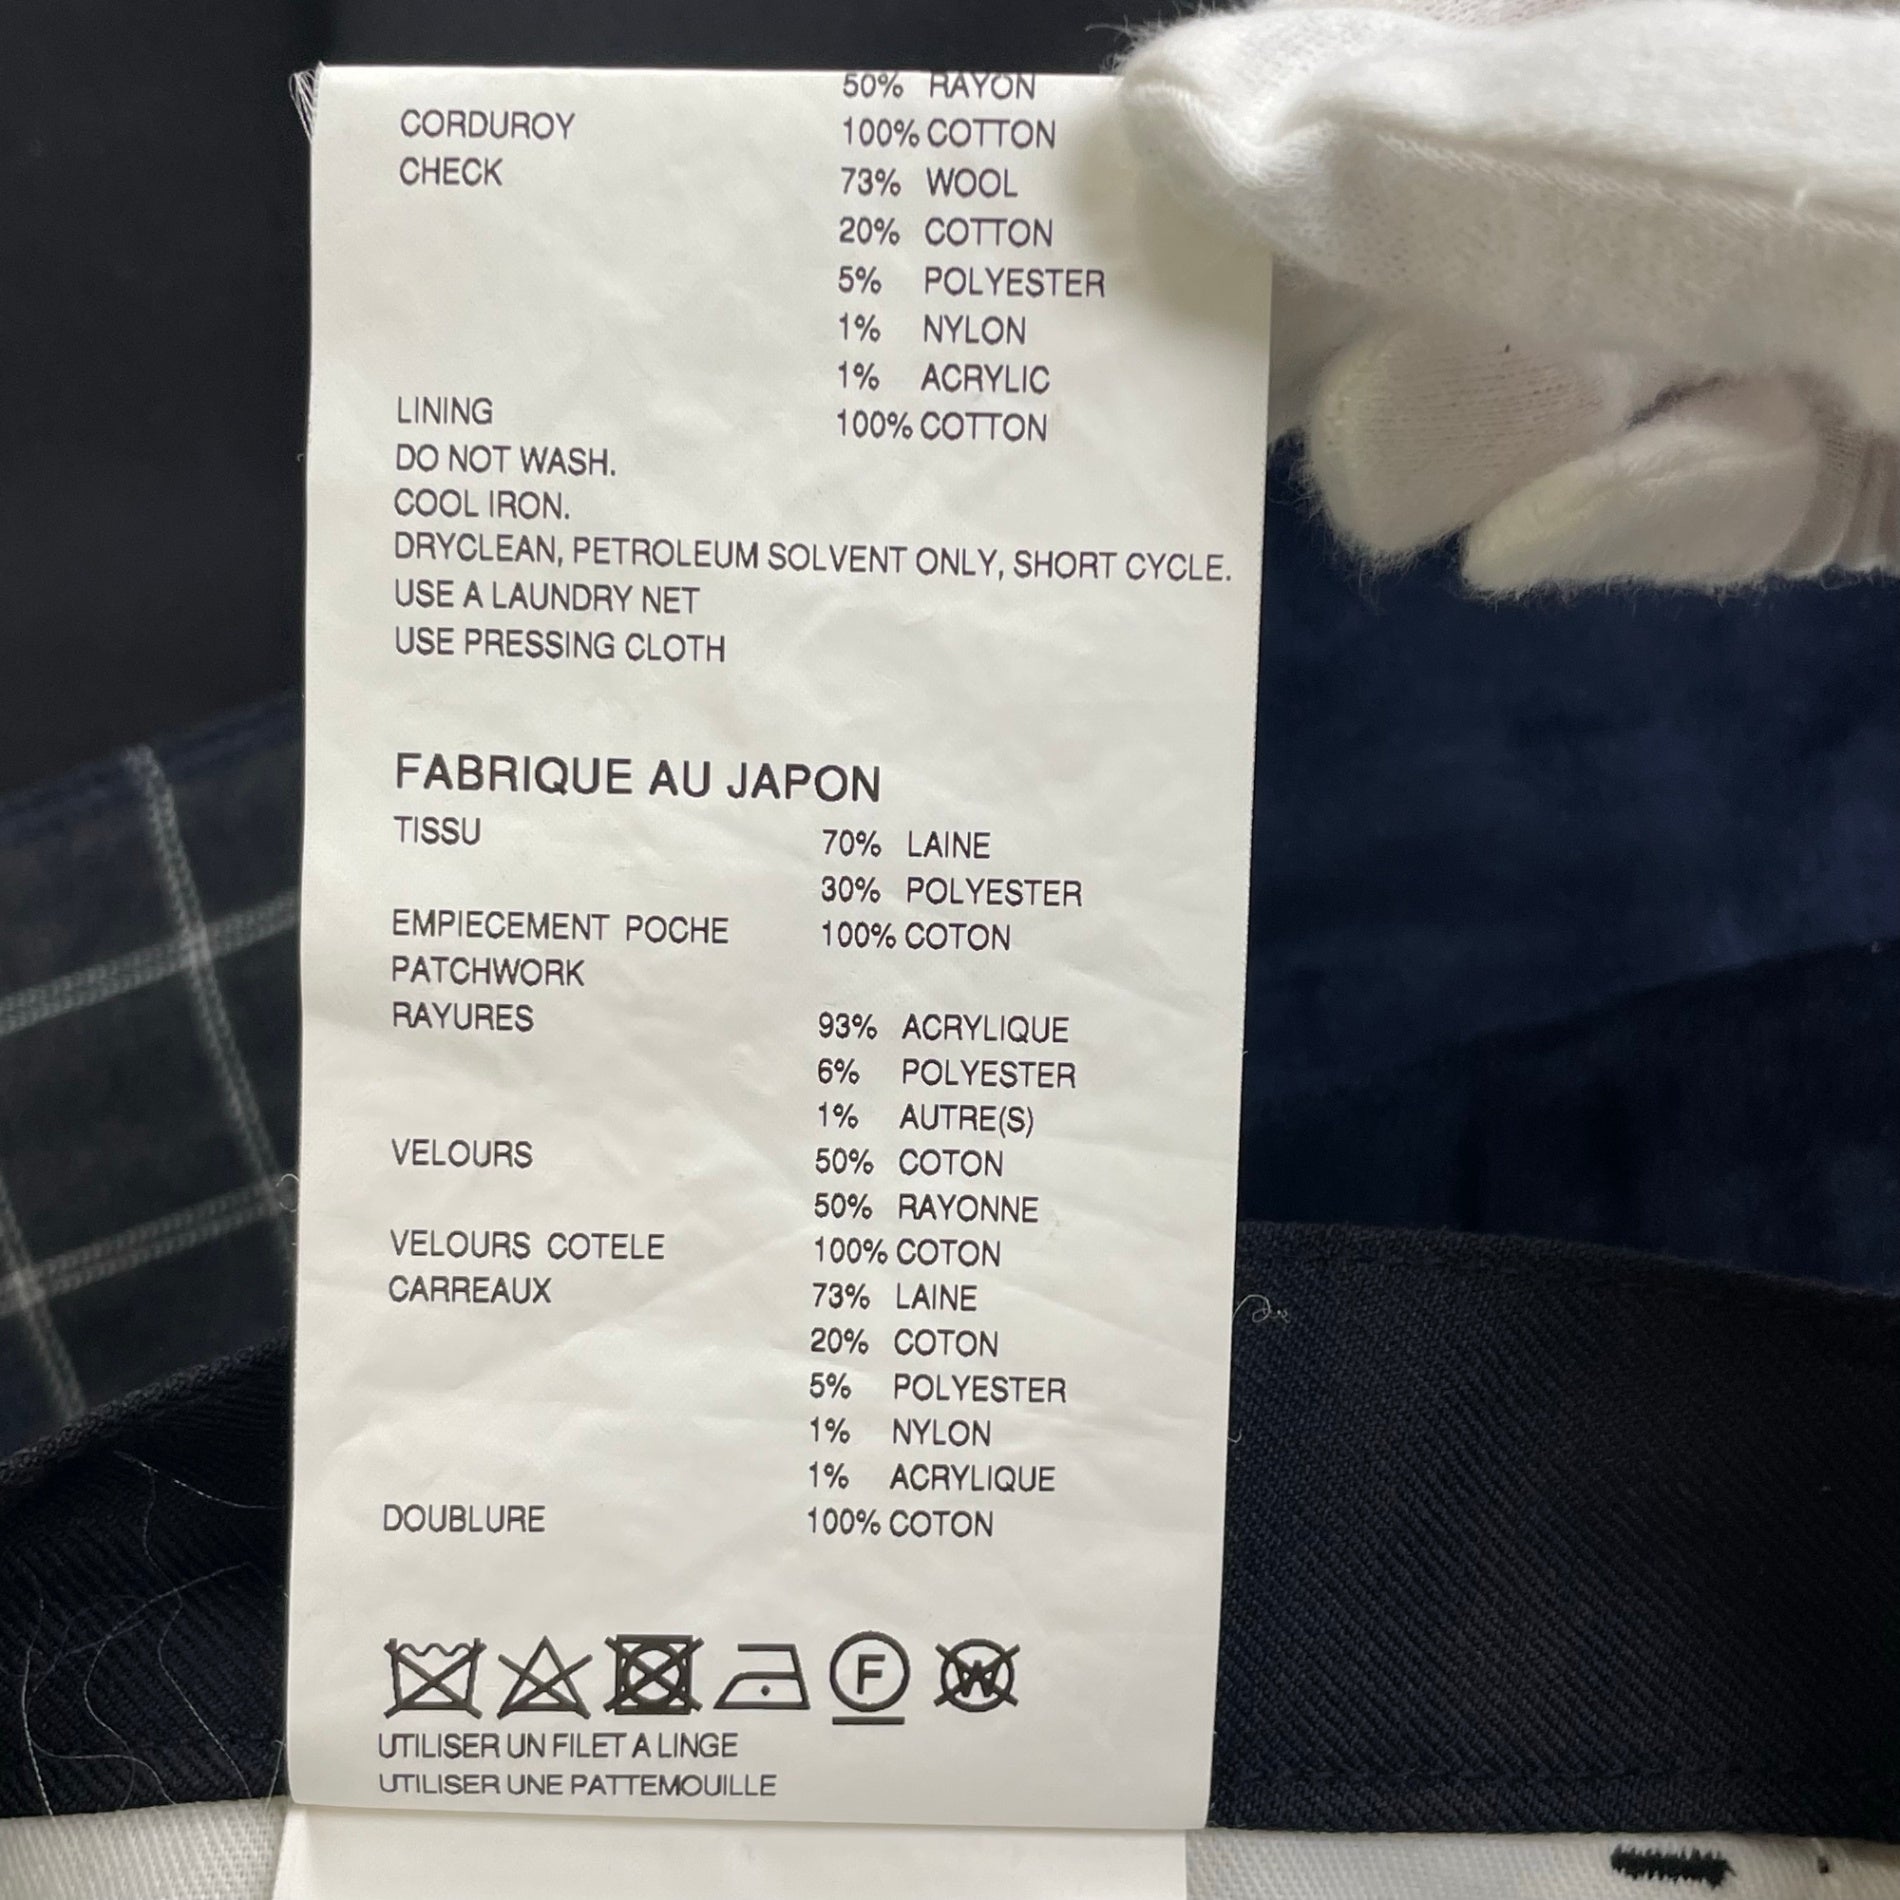 50% RAYON
CORDUROY 100% COTTON
CHECK 73% WOOL
20% COTTON
5% POLYESTER
1% NYLON
1% ACRYLIC
LINING 100% COTTON
DO NOT WASH.
COOL IRON.
DRYCLEAN, PETROLEUM SOLVENT ONLY, SHORT CYCLE.
USE A LAUNDRY NET
USE PRESSING CLOTH
FABRIQUE AU JAPON
TISSU 70% LAINE
30% POLYESTER
EMPIECEMENT POCHE 100% COTON
PATCHWORK
RAYURES 93% ACRYLIQUE
6% POLYESTER
1% AUTRE(S)
VELOURS 50% COTON
50% RAYONNE
VELOURS COTELE 100% COTON
CARREAUX 73% LAINE
20% COTON
5% POLYESTER
1% NYLON
1% ACRYLIQUE
DOUBLURE 100% COTON
F W
UTILISER UN FILET A LINGE
UTILISER UNE PATTEMOUILLE